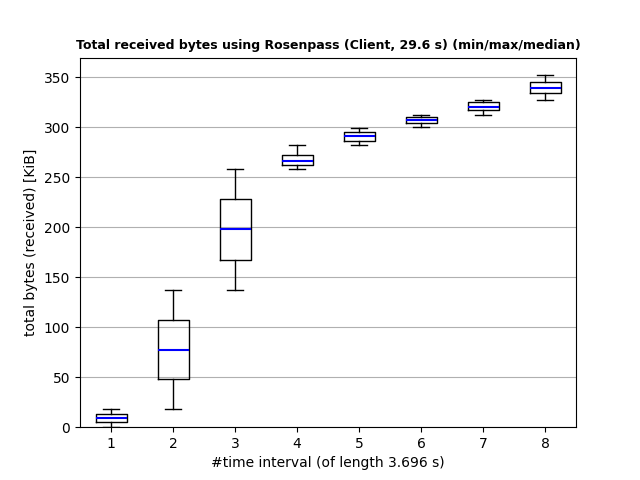 Total received bytes using Rosenpass (Client, 29.6 s) (min/max/median)
350
300
250
200
150
100
50
0
total bytes (received) [KiB]
1 2 3 4 5 6 7 8
#time interval (of length 3.696 s)